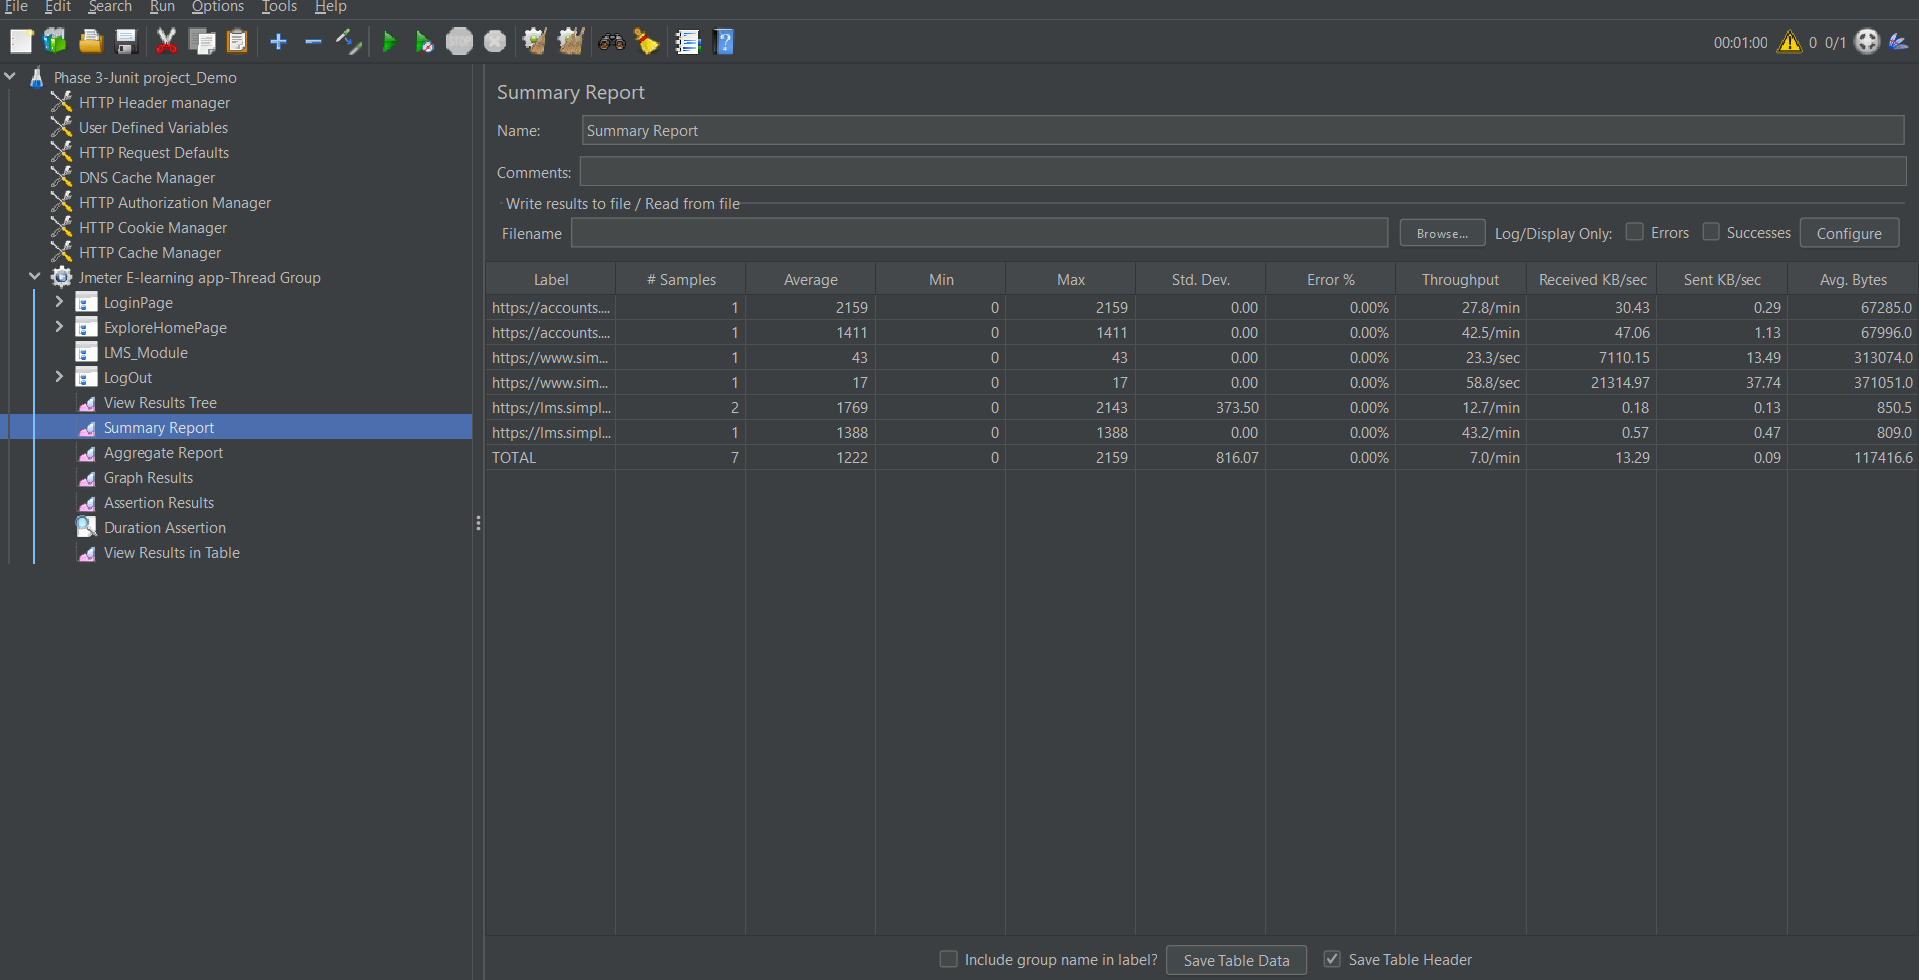 File Edit Search Run Options Tools Help
STOP
00:01:00 0 0/1
Phase 3-Junit project_Demo
HTTP Header manager
User Defined Variables
HTTP Request Defaults
DNS Cache Manager
HTTP Authorization Manager
HTTP Cookie Manager
HTTP Cache Manager
Jmeter E-learning app-Thread Group
LoginPage
ExploreHomePage
LMS_Module
LogOut
View Results Tree
Summary Report
Aggregate Report
Graph Results
Assertion Results
Duration Assertion
View Results in Table
Summary Report
Name: Summary Report
Comments:
Write results to file / Read from file
Filename Browse... Log/Display Only: Errors Successes Configure
Label # Samples Average Min Max Std. Dev. Error % Throughput Received KB/sec Sent KB/sec Avg. Bytes
https://accounts.... 1 2159 0 2159 0.00 0.00% 27.8/min 30.43 0.29 67285.0
https://accounts.... 1 1411 0 1411 0.00 0.00% 42.5/min 47.06 1.13 67996.0
https://www.sim... 1 43 0 43 0.00 0.00% 23.3/sec 7110.15 13.49 313074.0
https://www.sim... 1 17 0 17 0.00 0.00% 58.8/sec 21314.97 37.74 371051.0
https://lms.simpl... 2 1769 0 2143 373.50 0.00% 12.7/min 0.18 0.13 850.5
https://lms.simpl... 1 1388 0 1388 0.00 0.00% 43.2/min 0.57 0.47 809.0
TOTAL 7 1222 0 2159 816.07 0.00% 7.0/min 13.29 0.09 117416.6
Include group name in label? Save Table Data Save Table Header